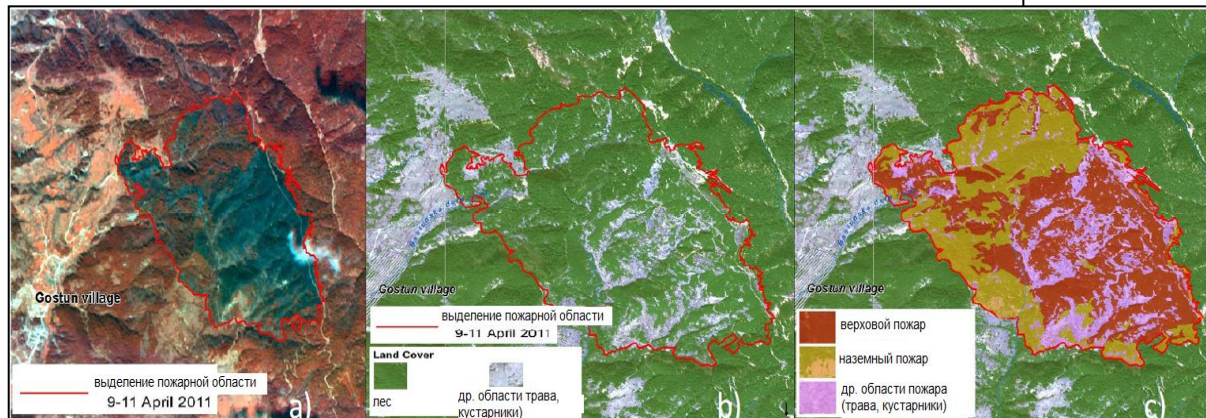 Gostun village
выделение пожарной области
9-11 April 2011
a)
Gostun village
выделение пожарной области
9-11 April 2011
Land Cover
лес
др. области трава,
кустарники)
b)
Gostun village
верховой пожар
наземный пожар
др. области пожара
(трава, кустарники)
c)